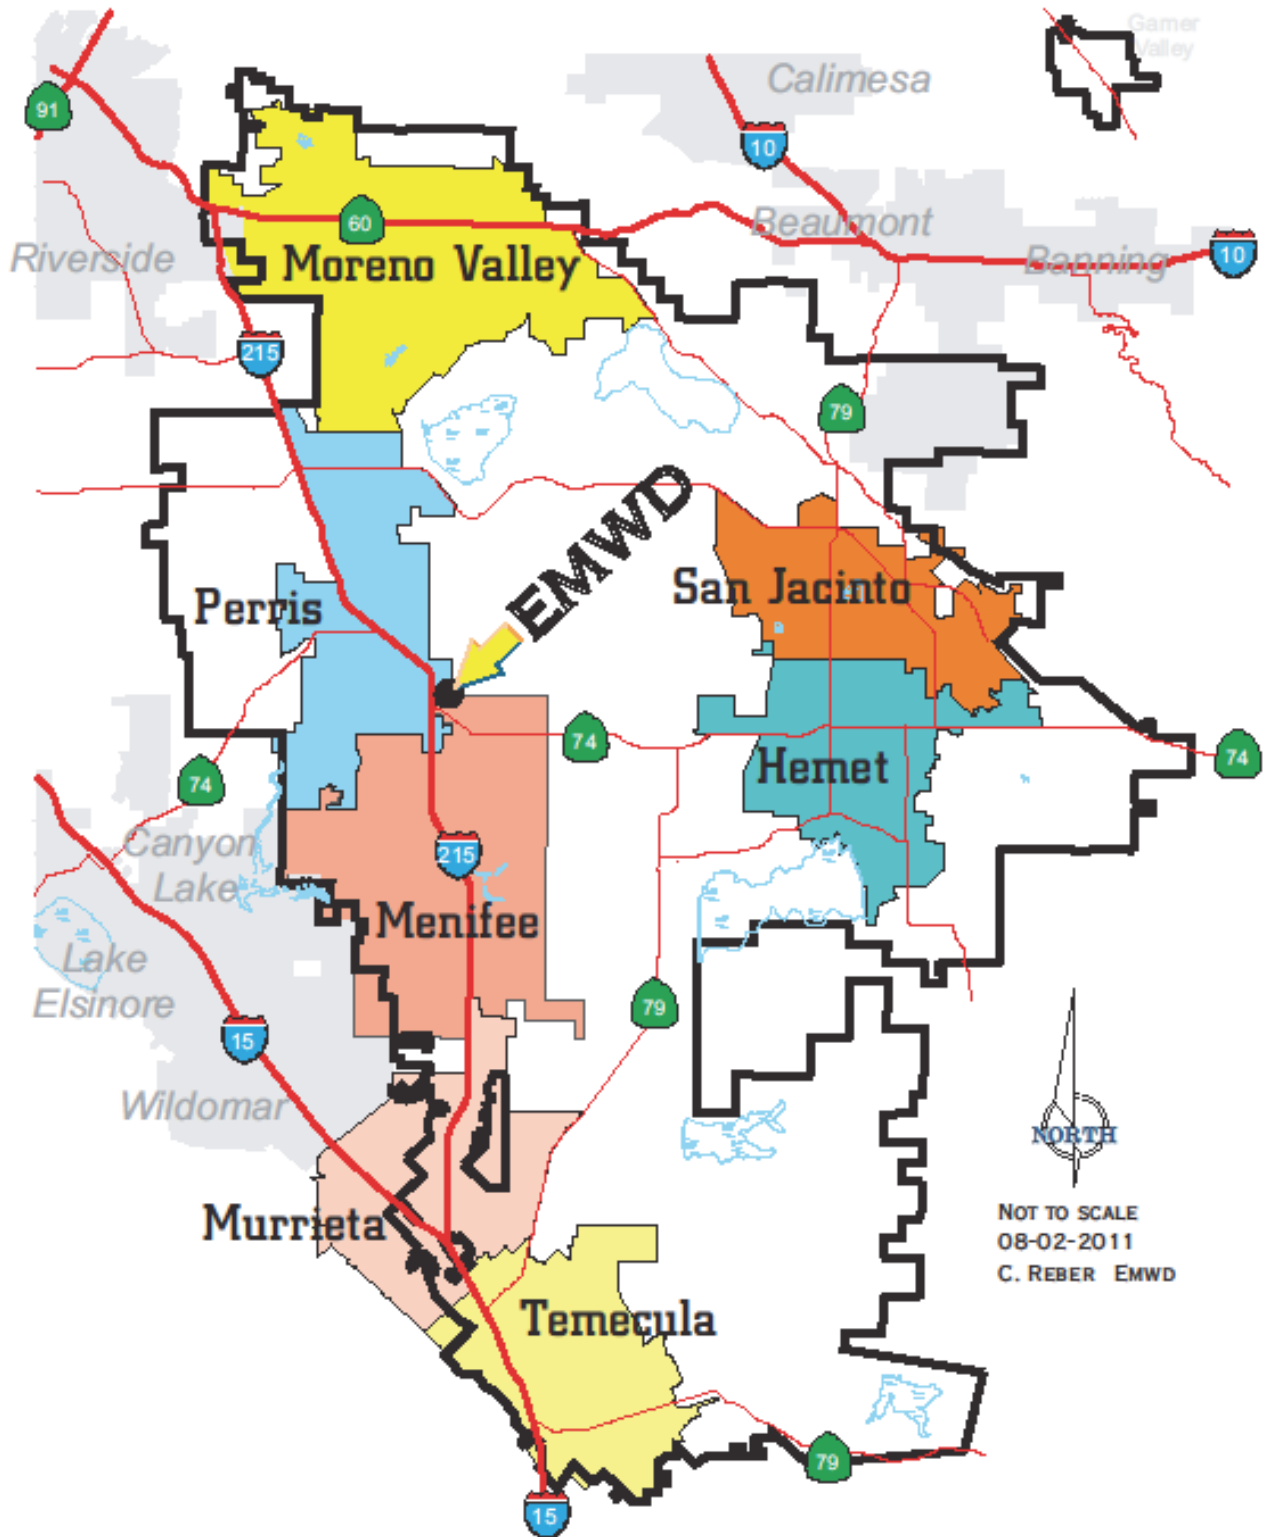 Garner
Valley
Calimesa
91
10
60
Beaumont
Riverside
Moreno Valley
Banning
10
215
79
EMWD
San Jacinto
Perris
74
74
74
Hemet
Canyon
Lake
215
Menifee
Lake
Elsinore
79
15
Wildomar
NORTH
Murrieta
NOT TO SCALE
08-02-2011
C. REBER EMWD
Temecula
79
15